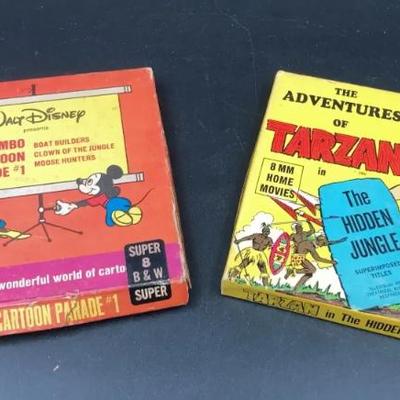 WALT DISNEY
presents
MBO
OON
DE #1
BOAT BUILDERS
CLOWN OF THE JUNGLE
MOOSE HUNTERS
wonderful world of carto
SUPER
8
B & W
SUPER
CARTOON PARADE #1
THE
ADVENTURES
OF
TARZAN
in
8 MM
HOME
MOVIES
The
HIDDEN
JUNGLE
SUPERIMPOSED
TITLES
TARZAN in The HIDDE